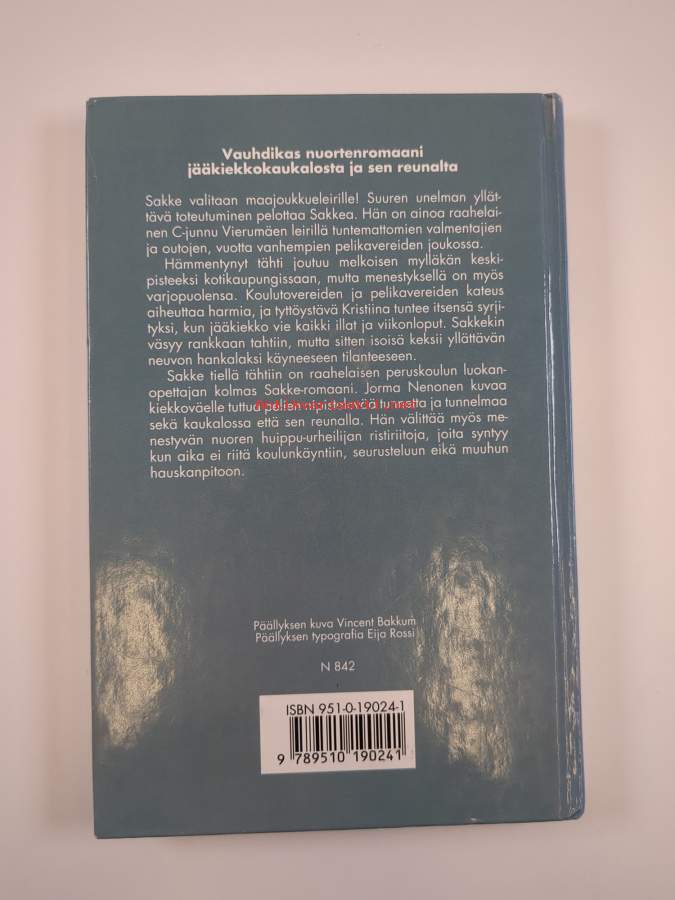 Vauhdikas nuortenromaani
jääkiekkokaukalosta ja sen reunalta
Sakke valitaan maajoukkueleirille! Suuren unelman yllät-
tävä toteutuminen pelottaa Sakkea. Hän on ainoa raahelai-
nen C-junnu Vierumäen leirillä tuntemattomien valmentajien
ja outojen, vuotta vanhempien pelikavereiden joukossa.
Hämmentynyt tähti joutuu melkoisen mylläkän keski-
pisteeksi kotikaupungissaan, mutta menestyksellä on myös
varjopuolensa. Koulutovereiden ja pelikavereiden kateus
aiheuttaa harmia, ja tyttöystävä Kristiina tuntee itsensä syrji-
tyksi, kun jääkiekko vie kaikki illat ja viikonloput. Sakkekin
väsyy rankkaan tahtiin, mutta sitten isoisä keksii yllättävän
neuvon hankalaksi käyneeseen tilanteeseen.
Sakke tiellä tähtiin on raahelaisen peruskoulun luokan-
opettajan kolmas Sakke-romaani. Jorma Nenonen kuvaa
kiekkoväelle tuttua pelien nipistelevää tunnetta ja tunnelmaa
sekä kaukalossa että sen reunalla. Hän välittää myös me-
nestyvän nuoren huippu-urheilijan ristiriitoja, joita syntyy
kun aika ei riitä koulunkäyntiin, seurusteluun eikä muuhun
hauskanpitoon.
Päällyksen kuva Vincent Bakkum
Päällyksen typografia Eija Rossi
N 842
ISBN 951-0-19024-1
9 789510 190241